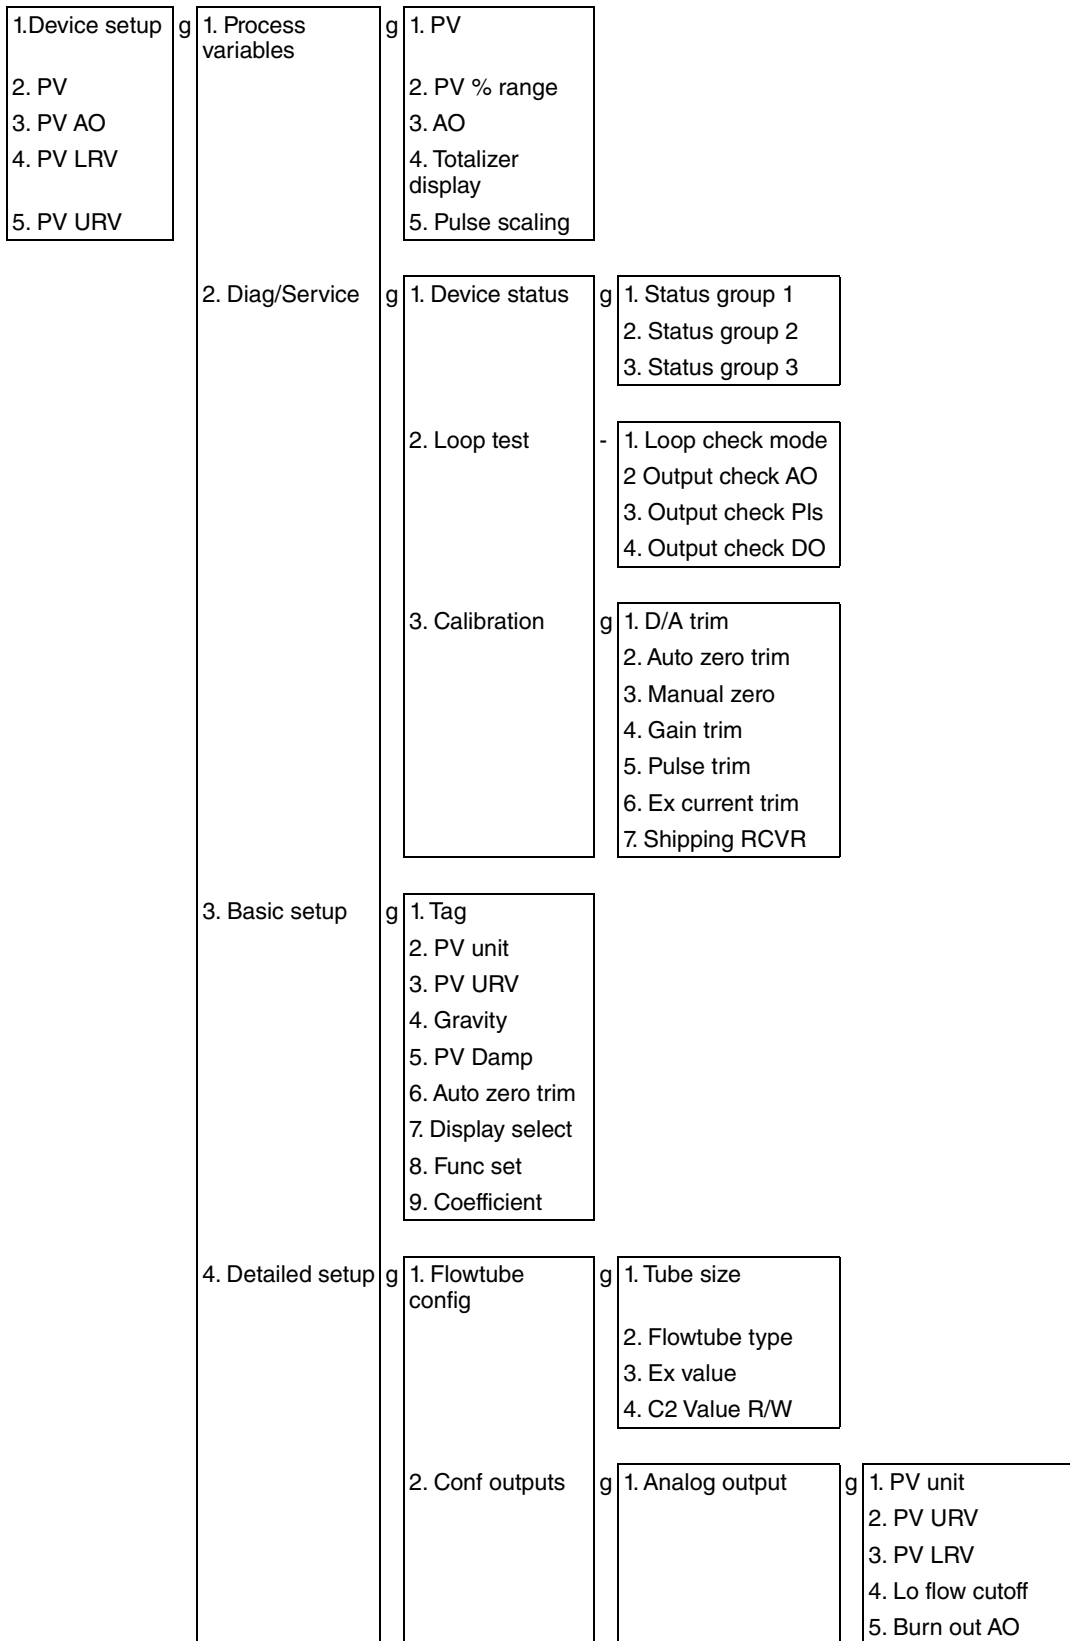 1.Device setup g 1. Process g 1. PV
variables
2. PV 2. PV % range
3. PV AO 3. AO
4. PV LRV 4. Totalizer
display
5. PV URV 5. Pulse scaling
2. Diag/Service g 1. Device status g 1. Status group 1
2. Status group 2
3. Status group 3
2. Loop test - 1. Loop check mode
2 Output check AO
3. Output check Pls
4. Output check DO
3. Calibration g 1. D/A trim
2. Auto zero trim
3. Manual zero
4. Gain trim
5. Pulse trim
6. Ex current trim
7. Shipping RCVR
3. Basic setup g 1. Tag
2. PV unit
3. PV URV
4. Gravity
5. PV Damp
6. Auto zero trim
7. Display select
8. Func set
9. Coefficient
4. Detailed setup g 1. Flowtube g 1. Tube size
config
2. Flowtube type
3. Ex value
4. C2 Value R/W
2. Conf outputs g 1. Analog output g 1. PV unit
2. PV URV
3. PV LRV
4. Lo flow cutoff
5. Burn out AO